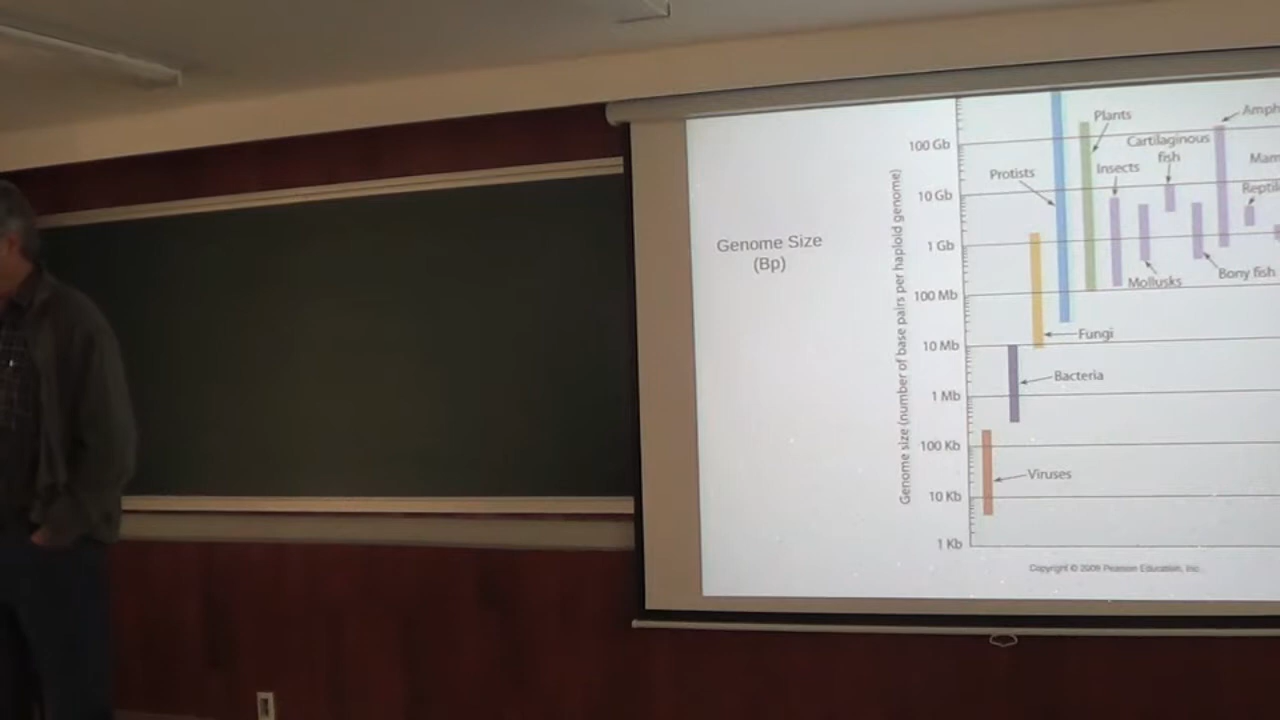 Genome Size
(Bp)
Genome size (number of base pairs per haploid genome)
100 Gb
10 Gb
1 Gb
100 Mb
10 Mb
1 Mb
100 Kb
10 Kb
1 Kb
Protists
Plants
Insects
Cartilaginous
fish
Amph
Mam
Reptil
Mollusks
Bony fish
Fungi
Bacteria
Viruses
Copyright © 2009 Pearson Education, Inc.